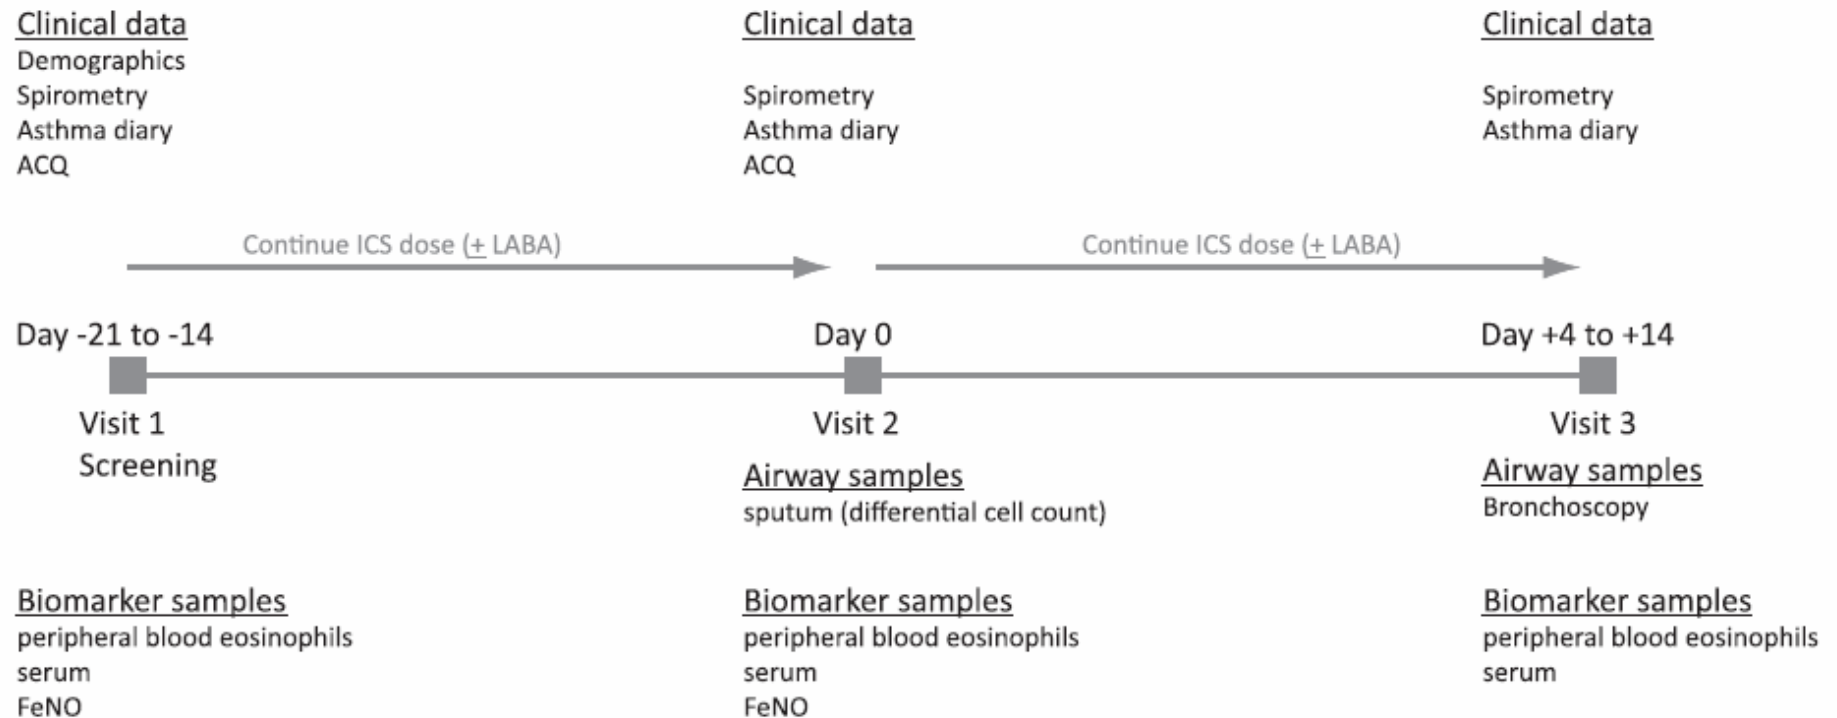 Clinical data
Demographics
Spirometry
Asthma diary
ACQ
Clinical data
Spirometry
Asthma diary
ACQ
Clinical data
Spirometry
Asthma diary
Continue ICS dose (± LABA)
Continue ICS dose (± LABA)
Day -21 to -14
Day 0
Day +4 to +14
Visit 1
Screening
Visit 2
Visit 3
Airway samples
sputum (differential cell count)
Airway samples
Bronchoscopy
Biomarker samples
peripheral blood eosinophils
serum
FeNO
Biomarker samples
peripheral blood eosinophils
serum
FeNO
Biomarker samples
peripheral blood eosinophils
serum